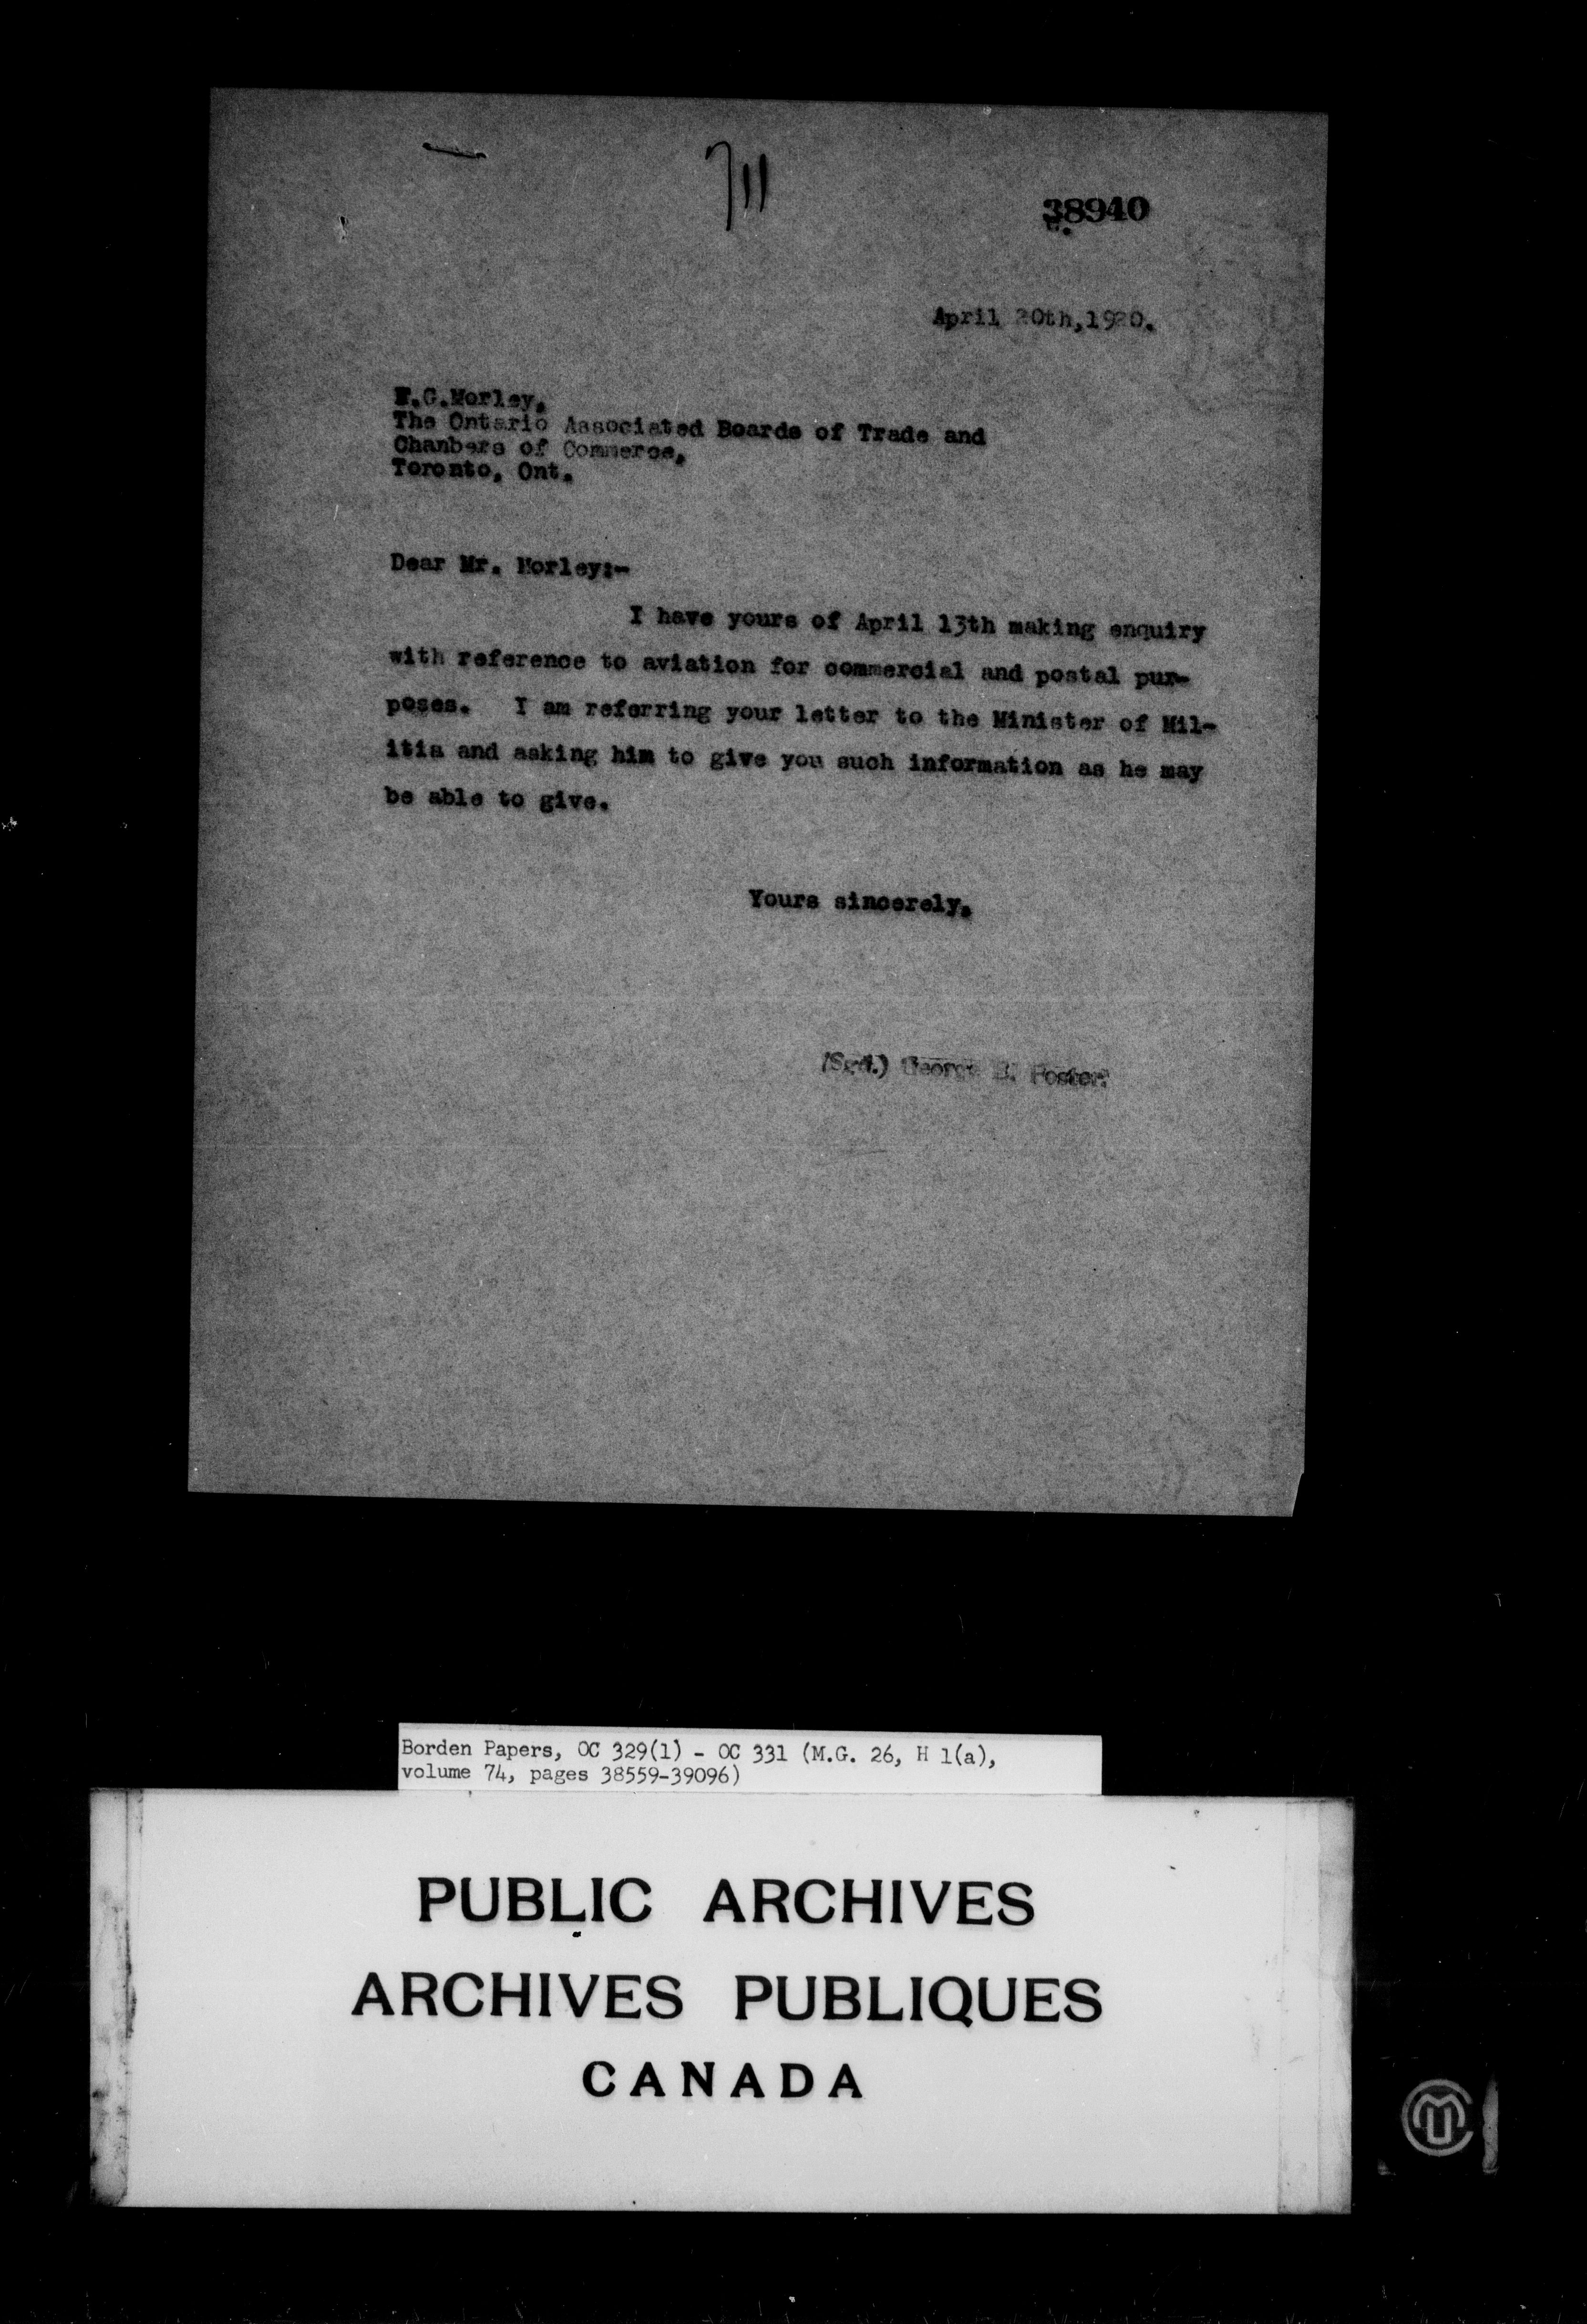 711
38940
April 20th,1920.
F.G.Morley,
The Ontario Associated Boards of Trade and
Chanbers of Commerce,
Toronto, Ont.
Dear Mr. Morley:-
I have yours of April 13th making enquiry
with reference to aviation for commercial and postal pur-
poses. I am referring your letter to the Minister of Mil-
itia and asking him to give you such information as he may
be able to give.
Yours sincerely,
(Sgd.) George E. Foster.
Borden Papers, OC 329(1) - OC 331 (M.G. 26, H 1(a),
volume 74, pages 38559-39096)
PUBLIC ARCHIVES
ARCHIVES PUBLIQUES
CANADA